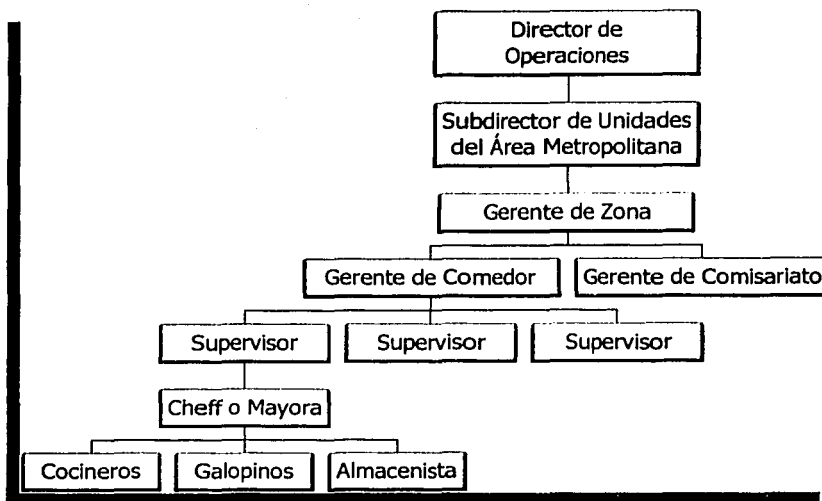 Director de
Operaciones
Subdirector de Unidades
del Área Metropolitana
Gerente de Zona
Gerente de Comedor
Gerente de Comisariato
Supervisor
Supervisor
Supervisor
Cheff o Mayora
Cocineros
Galopinos
Almacenista